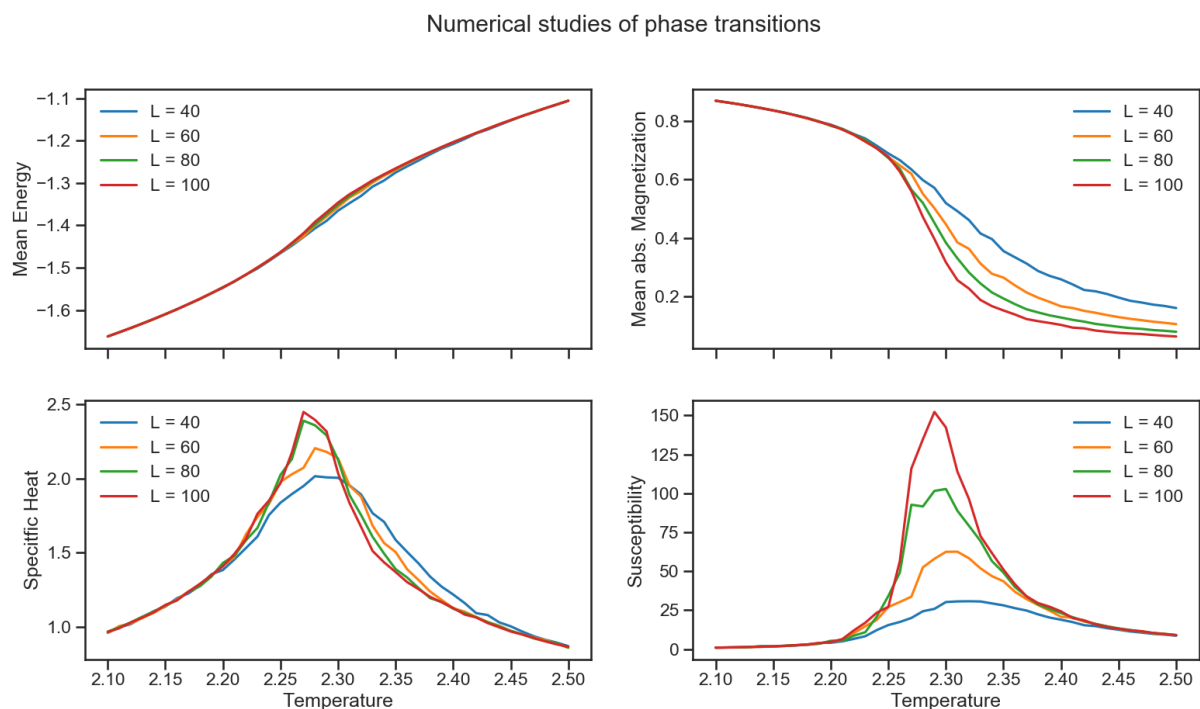 Numerical studies of phase transitions
Mean Energy
−1.1
−1.2
−1.3
−1.4
−1.5
−1.6
L = 40
L = 60
L = 80
L = 100
Mean abs. Magnetization
0.8
0.6
0.4
0.2
L = 40
L = 60
L = 80
L = 100
Specitffic Heat
2.5
2.0
1.5
1.0
L = 40
L = 60
L = 80
L = 100
2.10 2.15 2.20 2.25 2.30 2.35 2.40 2.45 2.50
Temperature
Susceptibility
150
125
100
75
50
25
0
L = 40
L = 60
L = 80
L = 100
2.10 2.15 2.20 2.25 2.30 2.35 2.40 2.45 2.50
Temperature